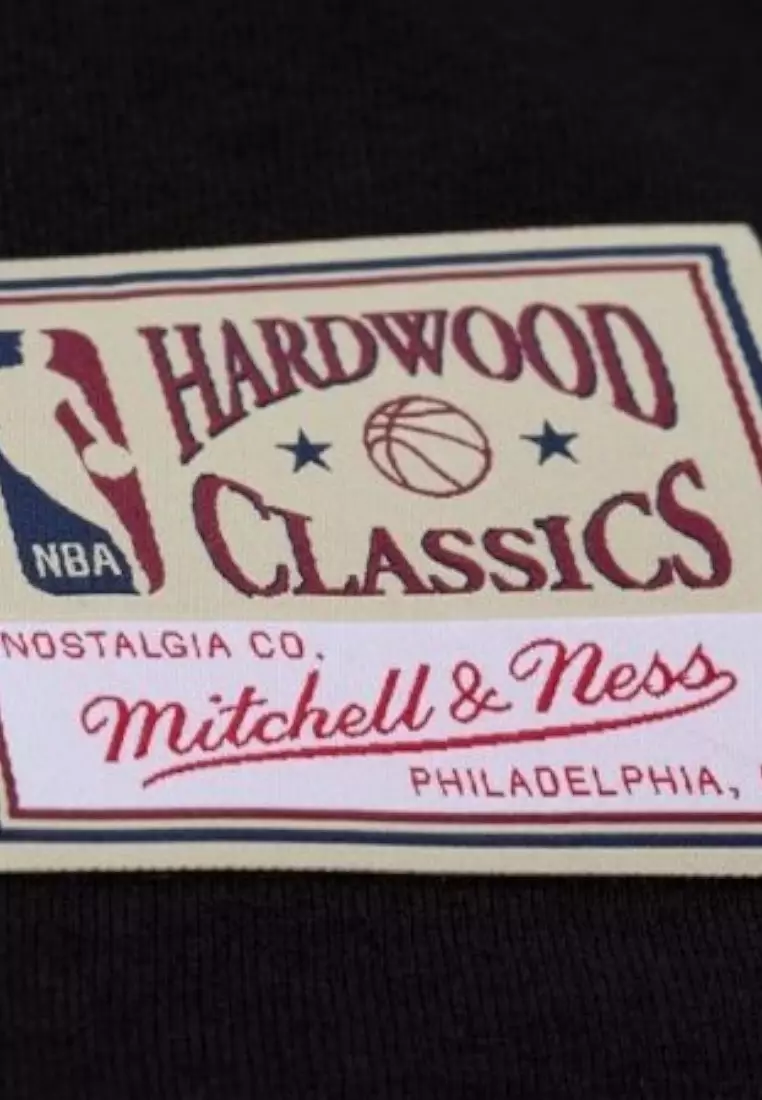 HARDWOOD
CLASSICS
NBA
NOSTALGIA CO.
Mitchell & Ness
PHILADELPHIA,